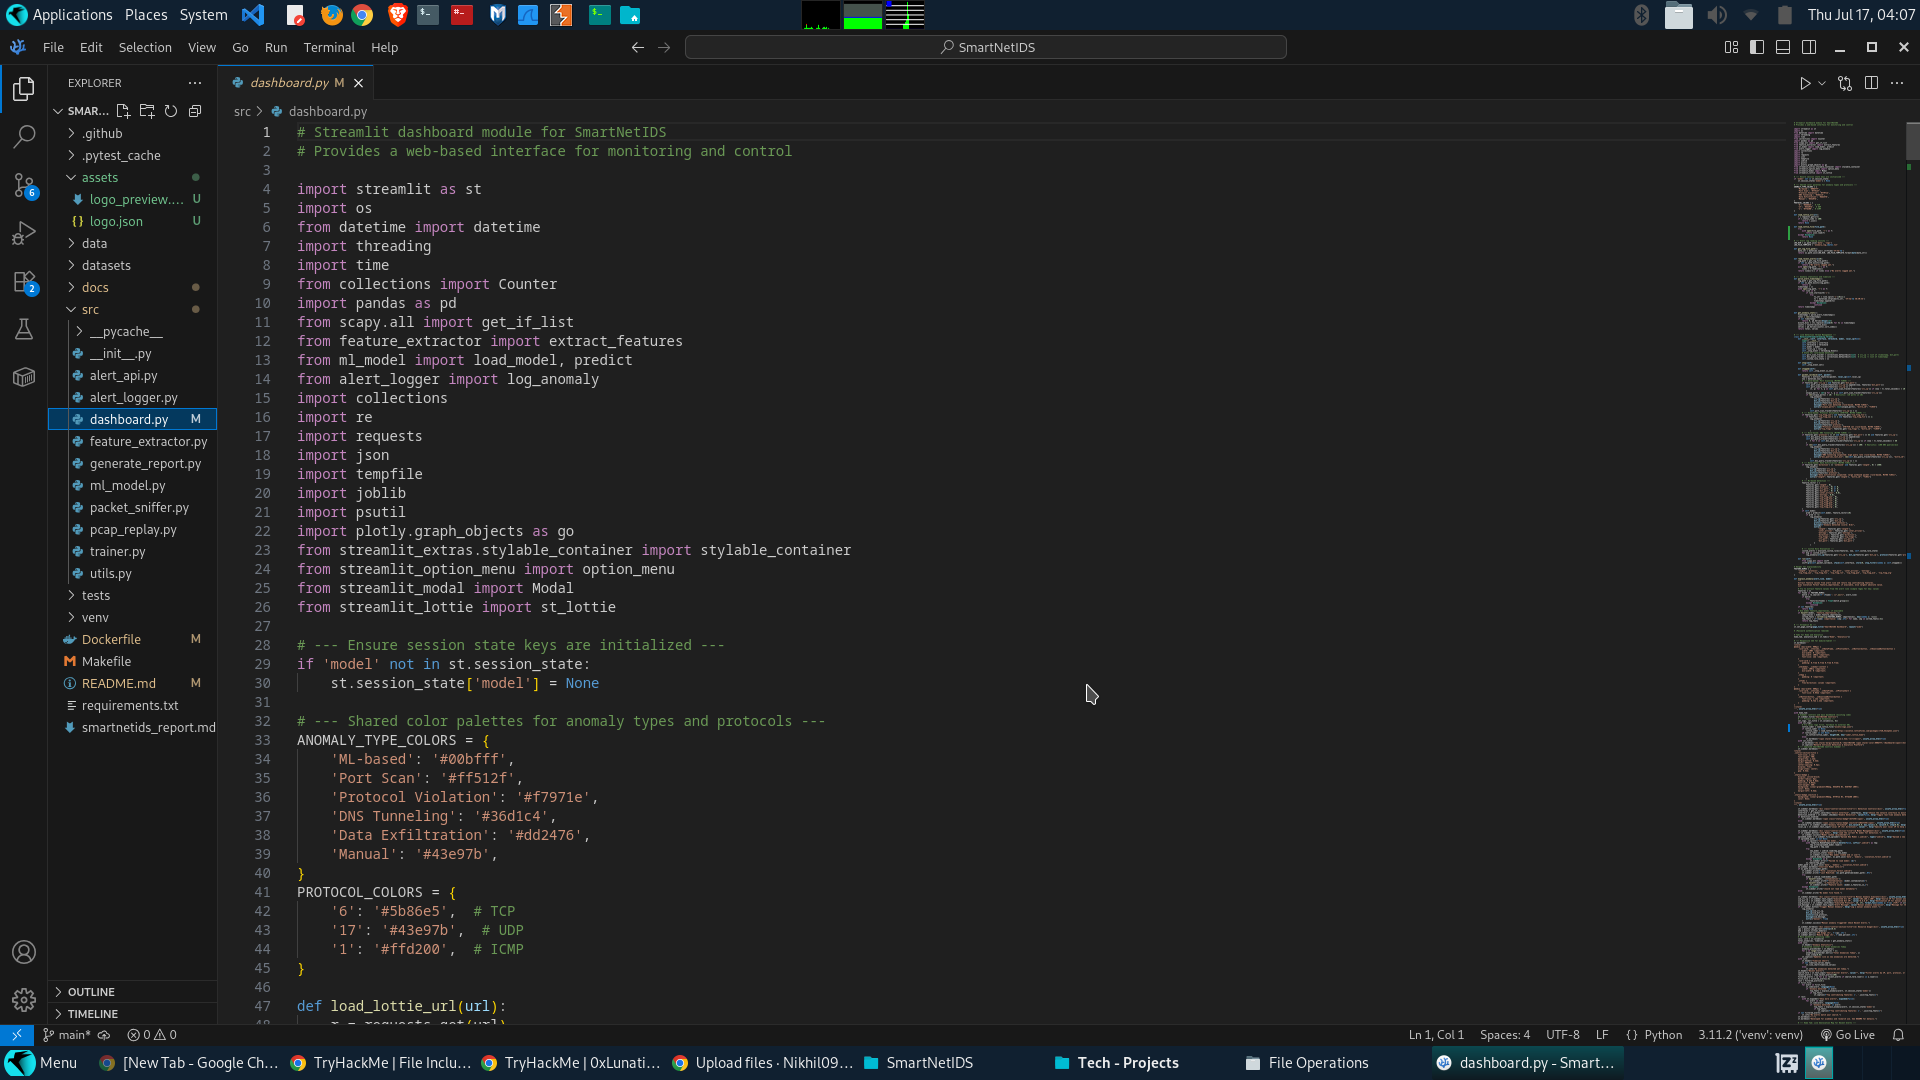 Applications Places System
Thu Jul 17, 04:07
File Edit Selection View Go Run Terminal Help
SmartNetIDS
EXPLORER
dashboard.py M
SMAR...
src > dashboard.py
.github
.pytest_cache
assets
logo_preview.... U
{} logo.json U
data
datasets
docs
src
__pycache__
__init__.py
alert_api.py
alert_logger.py
dashboard.py M
feature_extractor.py
generate_report.py
ml_model.py
packet_sniffer.py
pcap_replay.py
trainer.py
utils.py
tests
venv
Dockerfile M
Makefile
README.md M
requirements.txt
smartnetids_report.md
OUTLINE
TIMELINE
6
2
1 # Streamlit dashboard module for SmartNetIDS
2 # Provides a web-based interface for monitoring and control
3
4 import streamlit as st
5 import os
6 from datetime import datetime
7 import threading
8 import time
9 from collections import Counter
10 import pandas as pd
11 from scapy.all import get_if_list
12 from feature_extractor import extract_features
13 from ml_model import load_model, predict
14 from alert_logger import log_anomaly
15 import collections
16 import re
17 import requests
18 import json
19 import tempfile
20 import joblib
21 import psutil
22 import plotly.graph_objects as go
23 from streamlit_extras.stylable_container import stylable_container
24 from streamlit_option_menu import option_menu
25 from streamlit_modal import Modal
26 from streamlit_lottie import st_lottie
27
28 # --- Ensure session state keys are initialized ---
29 if 'model' not in st.session_state:
30 st.session_state['model'] = None
31
32 # --- Shared color palettes for anomaly types and protocols ---
33 ANOMALY_TYPE_COLORS = {
34 'ML-based': '#00bfff',
35 'Port Scan': '#ff512f',
36 'Protocol Violation': '#f7971e',
37 'DNS Tunneling': '#36d1c4',
38 'Data Exfiltration': '#dd2476',
39 'Manual': '#43e97b',
40 }
41 PROTOCOL_COLORS = {
42 '6': '#5b86e5', # TCP
43 '17': '#43e97b', # UDP
44 '1': '#ffd200', # ICMP
45 }
46
47 def load_lottie_url(url):
48 r = requests.get(url)
main* 0 0
Ln 1, Col 1 Spaces: 4 UTF-8 LF {} Python 3.11.2 ('venv': venv) Go Live
Menu [New Tab - Google Ch... TryHackMe | File Inclu... TryHackMe | 0xLunati... Upload files · Nikhil09... SmartNetIDS Tech - Projects File Operations dashboard.py - Smart...